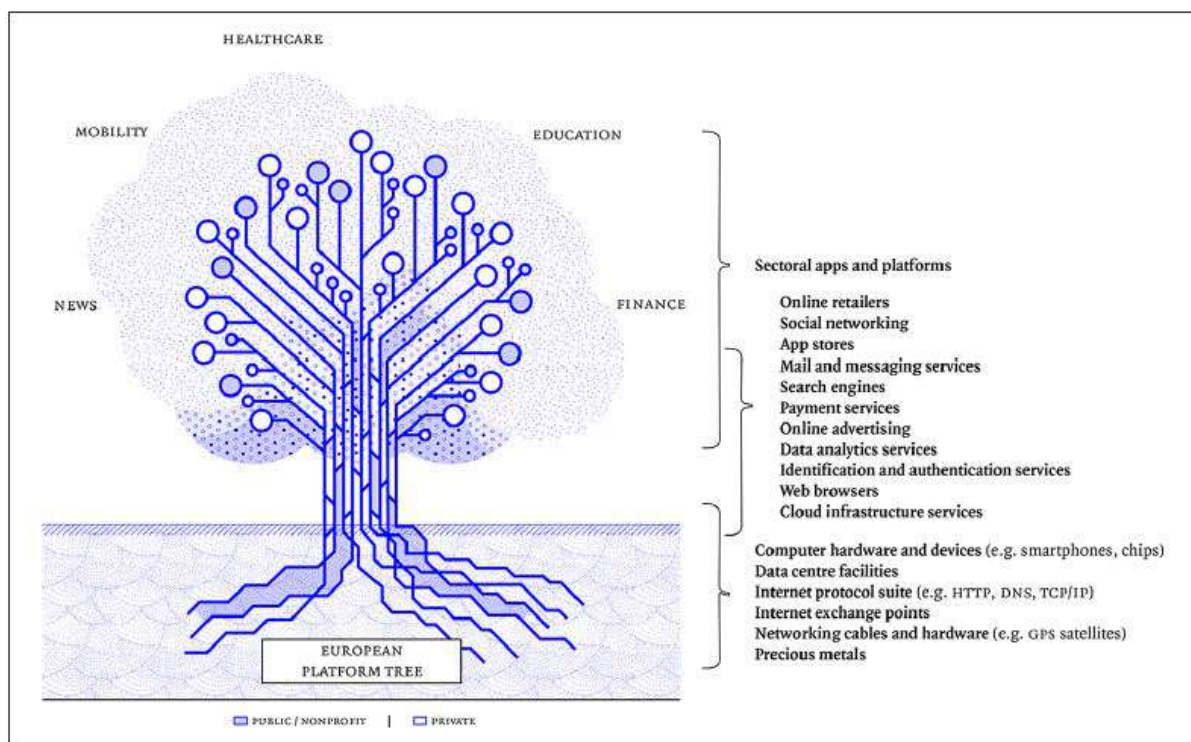 HEALTHCARE
MOBILITY
EDUCATION
NEWS
FINANCE
Sectoral apps and platforms
Online retailers
Social networking
App stores
Mail and messaging services
Search engines
Payment services
Online advertising
Data analytics services
Identification and authentication services
Web browsers
Cloud infrastructure services
Computer hardware and devices (e.g. smartphones, chips)
Data centre facilities
Internet protocol suite (e.g. HTTP, DNS, TCP/IP)
Internet exchange points
Networking cables and hardware (e.g. GPS satellites)
Precious metals
EUROPEAN
PLATFORM TREE
PUBLIC / NONPROFIT | PRIVATE